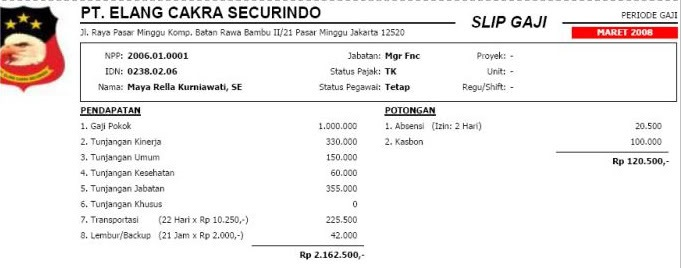 PT. ELANG CAKRA SECURINDO
SLIP GAJI
PERIODE GAJI
Jl. Raya Pasar Minggu Komp. Batan Rawa Bambu II/21 Pasar Minggu Jakarta 12520
MARET 2008
NPP: 2006.01.0001 Jabatan: Mgr Fnc Proyek: -
IDN: 0238.02.06 Status Pajak: TK Unit: -
Nama: Maya Rella Kurniawati, SE Status Pegawai: Tetap Regu/Shift: -
PENDAPATAN POTONGAN
1. Gaji Pokok 1.000.000 1. Absensi (Izin: 2 Hari) 20.500
2. Tunjangan Kinerja 330.000 2. Kasbon 100.000
3. Tunjangan Umum 150.000 Rp 120.500,-
4. Tunjangan Kesehatan 60.000
5. Tunjangan Jabatan 355.000
6. Tunjangan Khusus 0
7. Transportasi (22 Hari x Rp 10.250,-) 225.500
8. Lembur/Backup (21 Jam x Rp 2.000,-) 42.000
Rp 2.162.500,-